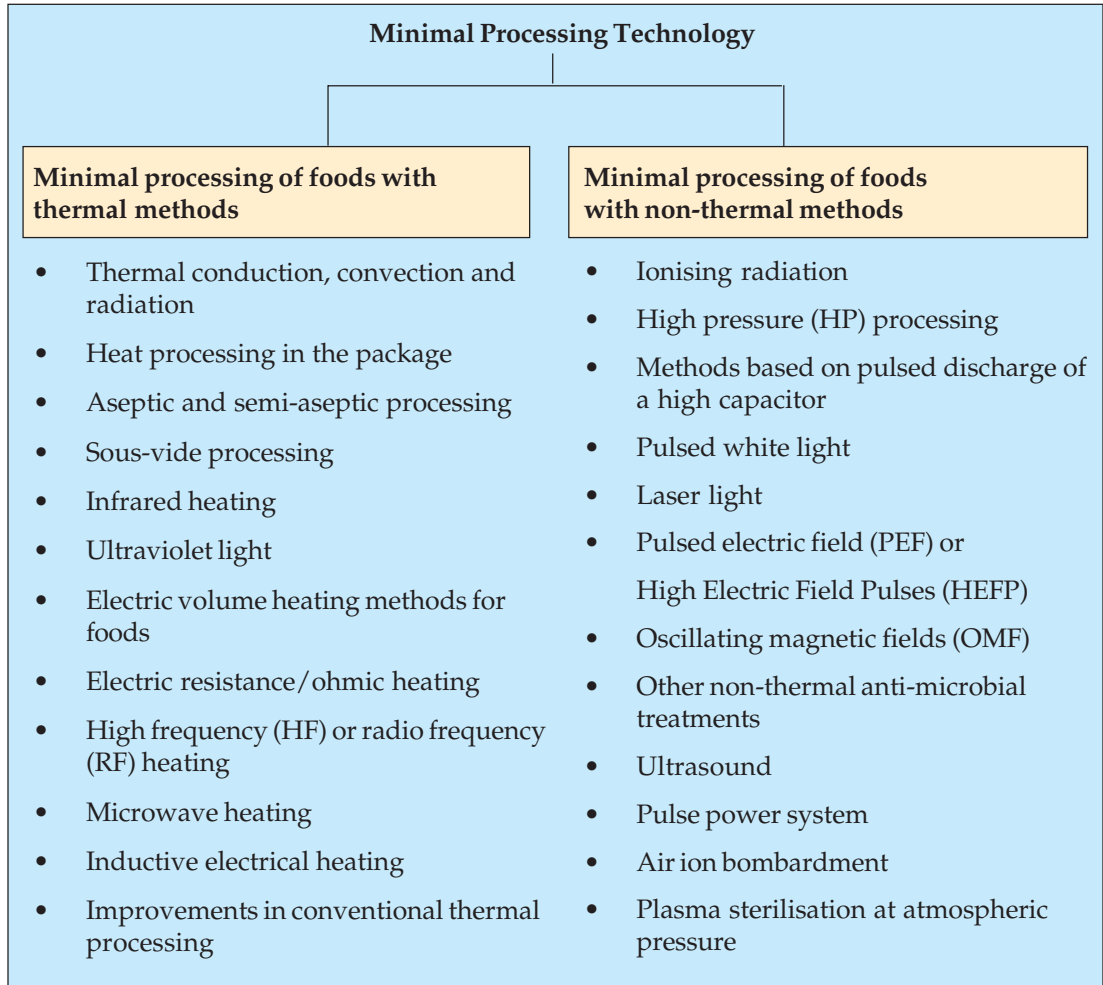 Minimal Processing Technology
Minimal processing of foods with
thermal methods
• Thermal conduction, convection and
radiation
• Heat processing in the package
• Aseptic and semi-aseptic processing
• Sous-vide processing
• Infrared heating
• Ultraviolet light
• Electric volume heating methods for
foods
• Electric resistance/ohmic heating
• High frequency (HF) or radio frequency
(RF) heating
• Microwave heating
• Inductive electrical heating
• Improvements in conventional thermal
processing
Minimal processing of foods
with non-thermal methods
• Ionising radiation
• High pressure (HP) processing
• Methods based on pulsed discharge of
a high capacitor
• Pulsed white light
• Laser light
• Pulsed electric field (PEF) or
High Electric Field Pulses (HEFP)
• Oscillating magnetic fields (OMF)
• Other non-thermal anti-microbial
treatments
• Ultrasound
• Pulse power system
• Air ion bombardment
• Plasma sterilisation at atmospheric
pressure